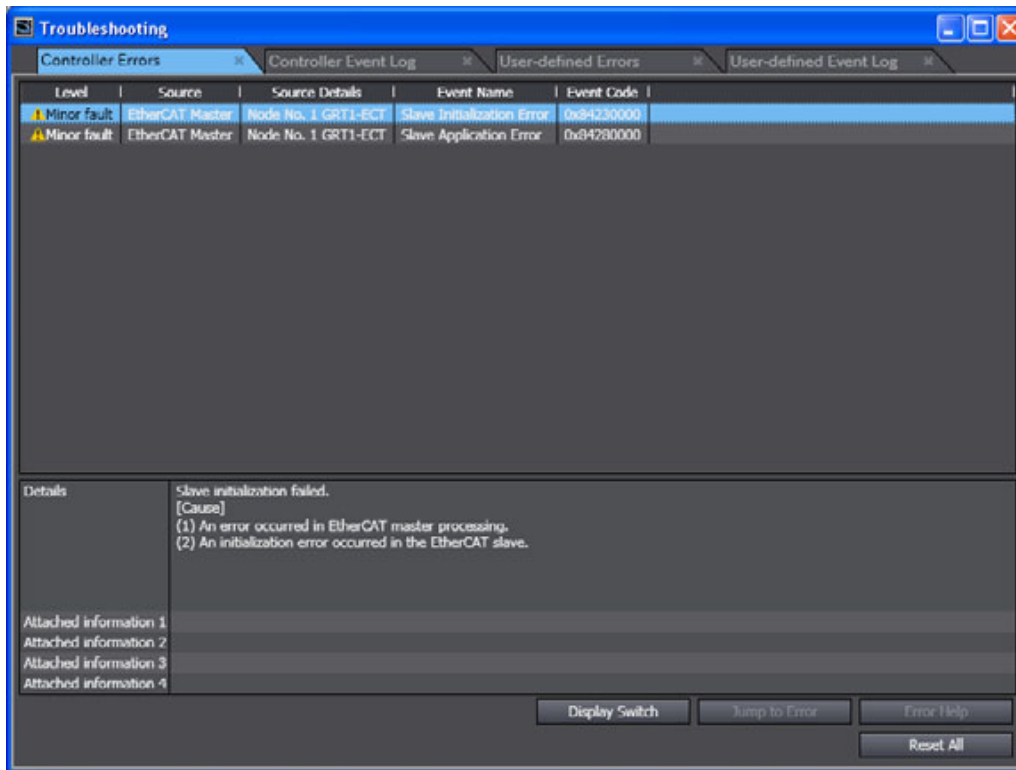 Troubleshooting
Controller Errors
Controller Event Log
User-defined Errors
User-defined Event Log
Level Source Source Details Event Name Event Code
Minor fault EtherCAT Master Node No. 1 GRT1-ECT Slave Initialization Error 0x84230000
Minor fault EtherCAT Master Node No. 1 GRT1-ECT Slave Application Error 0x84280000
Details
Slave initialization failed.
[Cause]
(1) An error occurred in EtherCAT master processing.
(2) An initialization error occurred in the EtherCAT slave.
Attached information 1
Attached information 2
Attached information 3
Attached information 4
Display Switch
Jump to Error
Error Help
Reset All